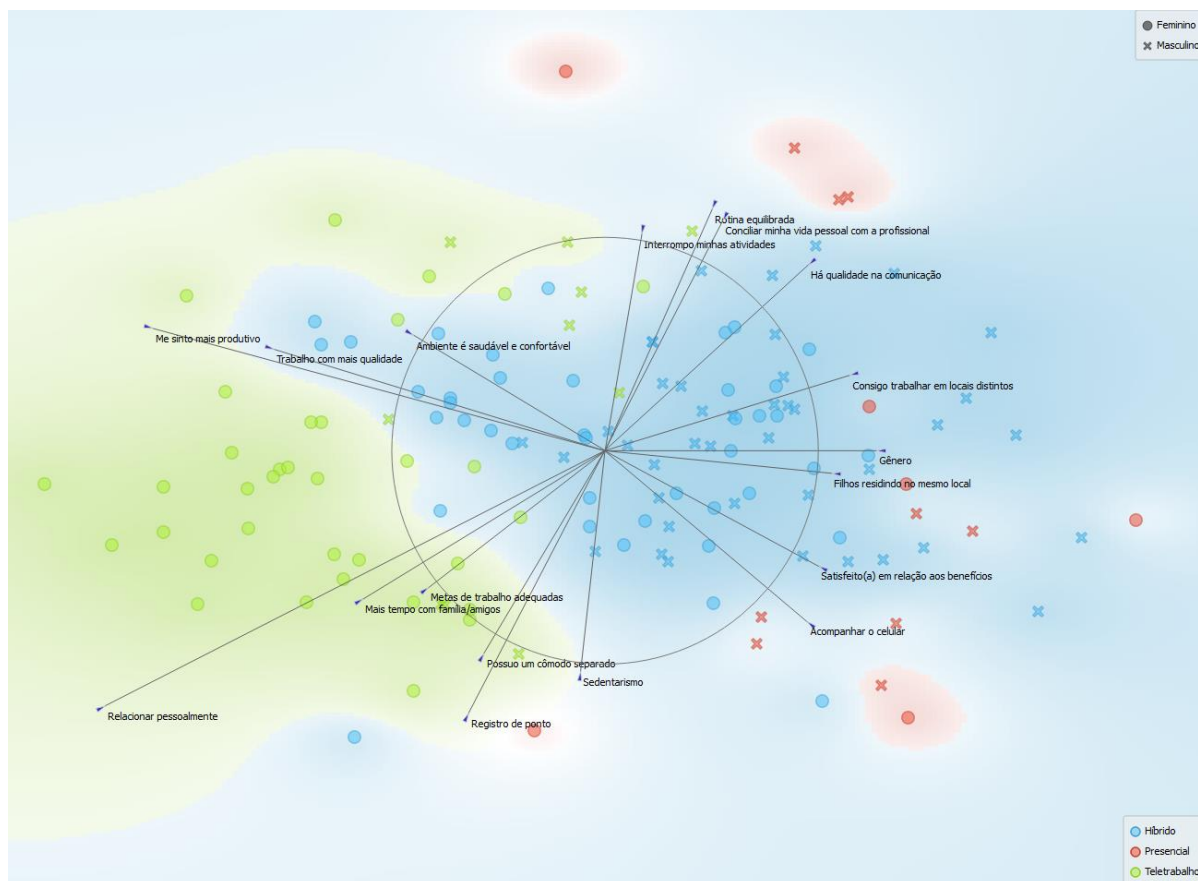 Feminino
Masculino
Rotina equilibrada
Conciliar minha vida pessoal com a profissional
Interrompo minhas atividades
Há qualidade na comunicação
Me sinto mais produtivo
Ambiente é saudável e confortável
Trabalho com mais qualidade
Consigo trabalhar em locais distintos
Gênero
Filhos residindo no mesmo local
Satisfeito(a) em relação aos benefícios
Metas de trabalho adequadas
Mais tempo com família/amigos
Acompanhar o celular
Possuo um cômodo separado
Sedentarismo
Relacionar pessoalmente
Registro de ponto
Híbrido
Presencial
Teletrabalho